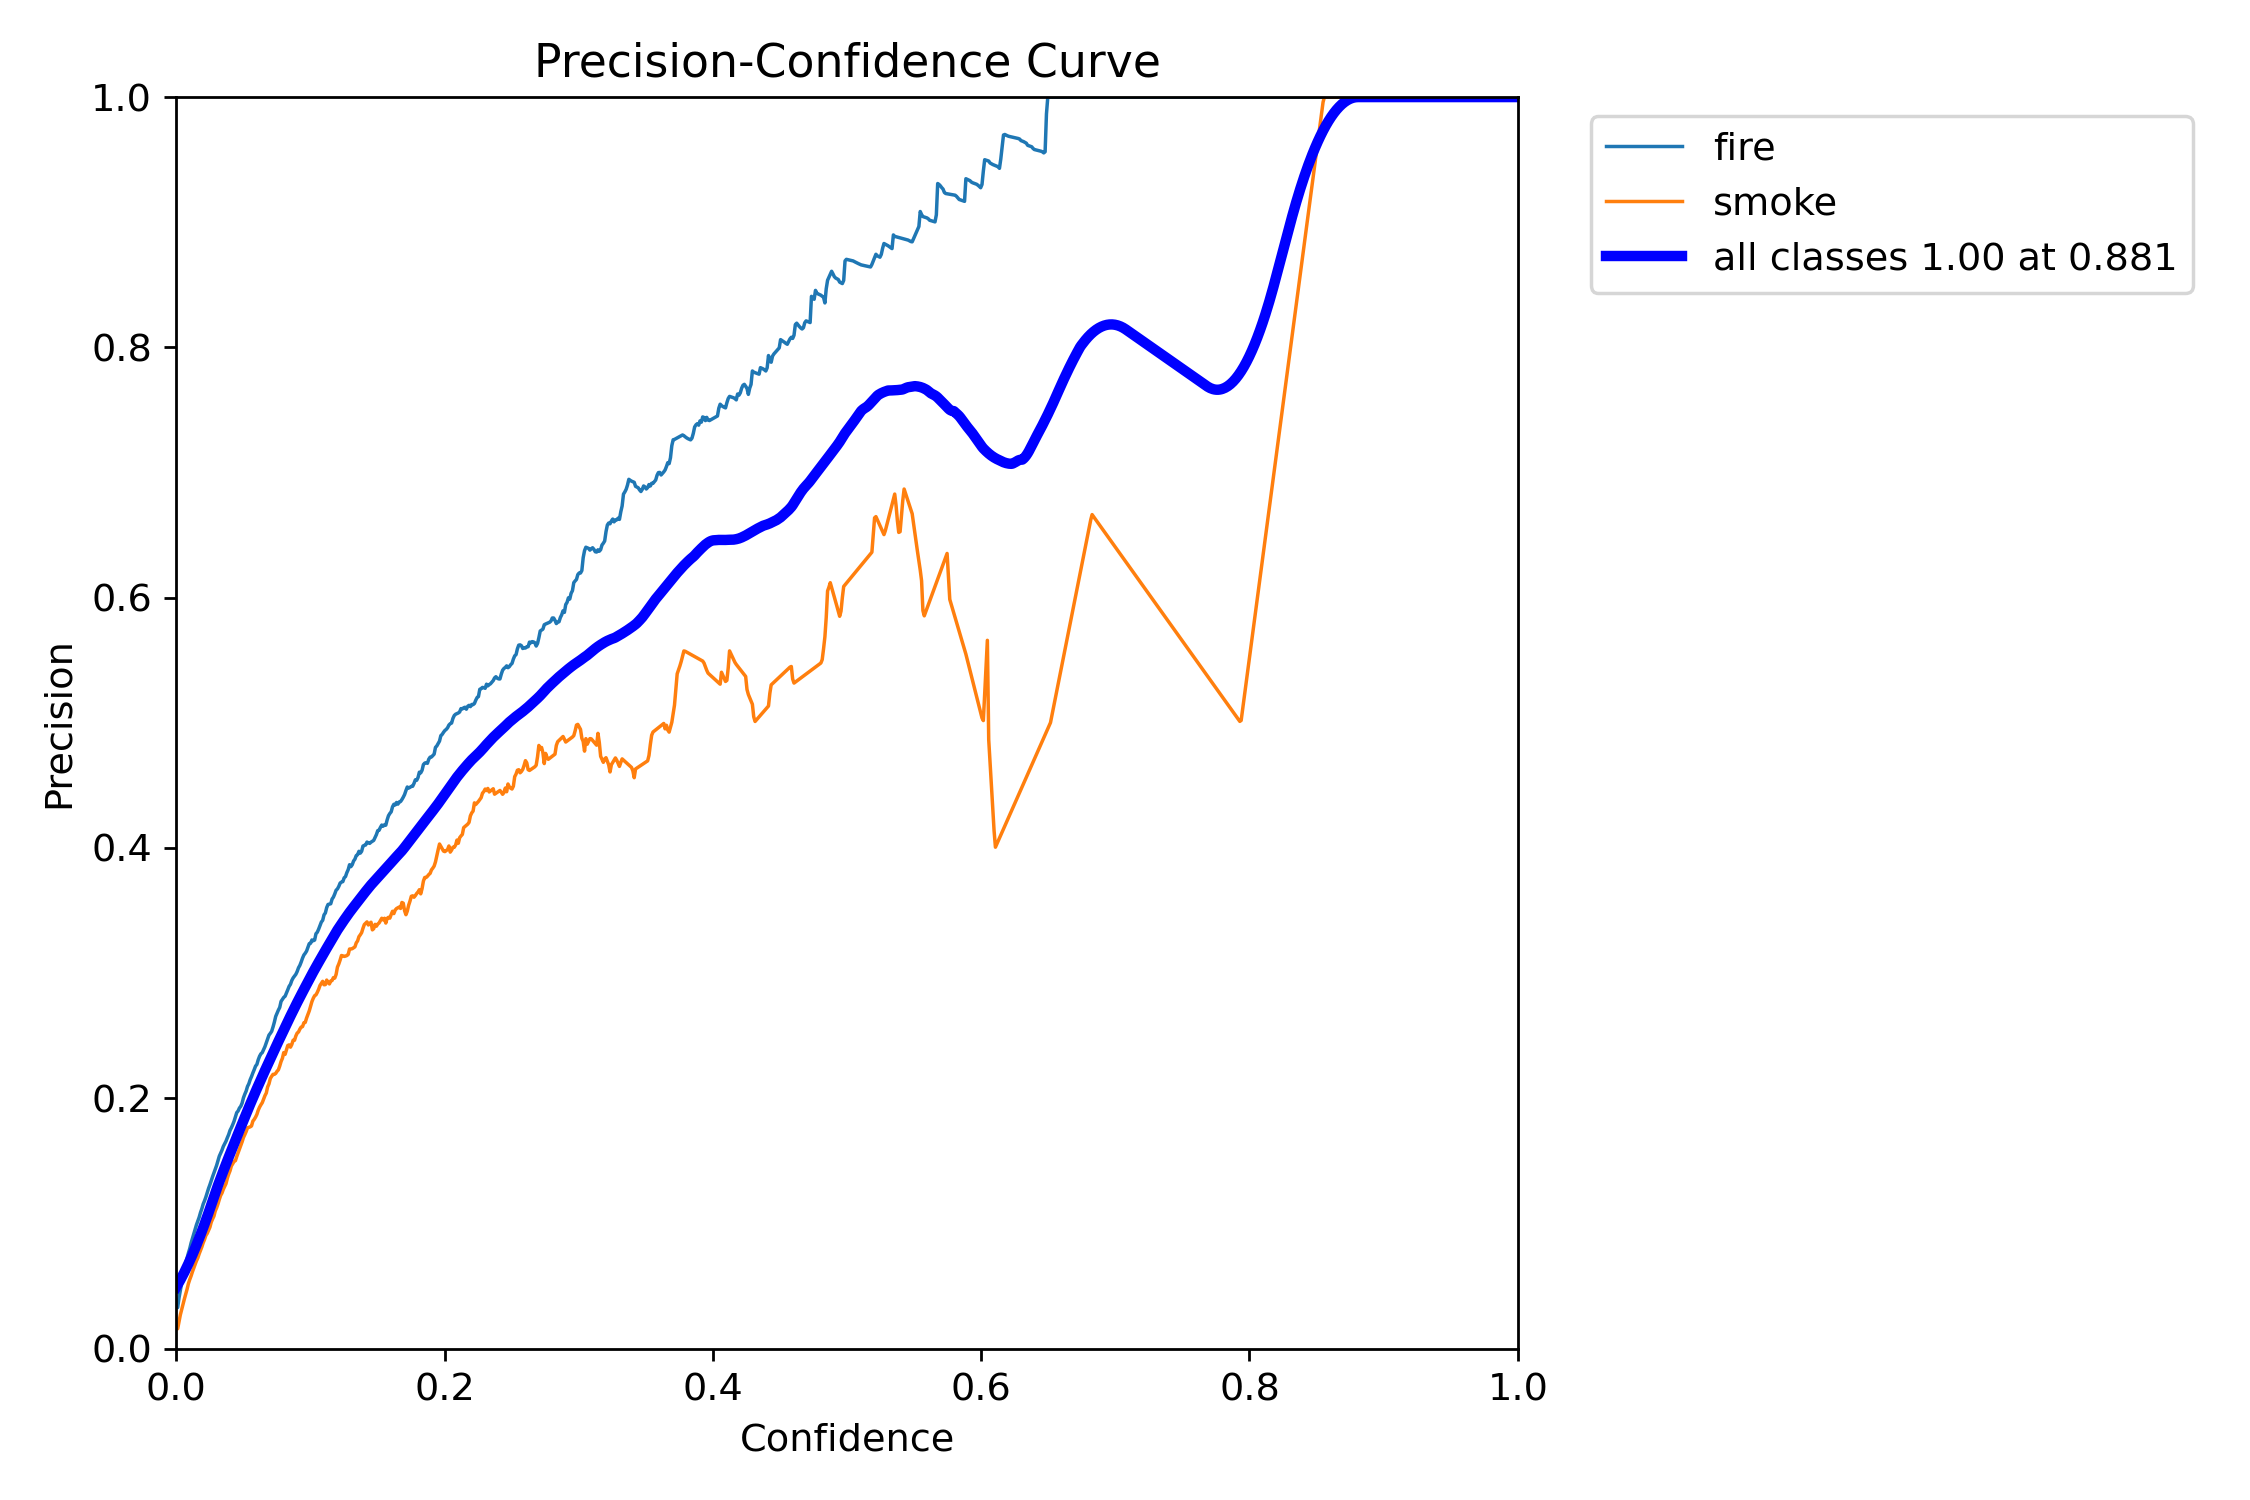 Precision-Confidence Curve
1.0
0.8
0.6
0.4
0.2
0.0
Precision
0.0 0.2 0.4 0.6 0.8 1.0
Confidence
fire
smoke
all classes 1.00 at 0.881